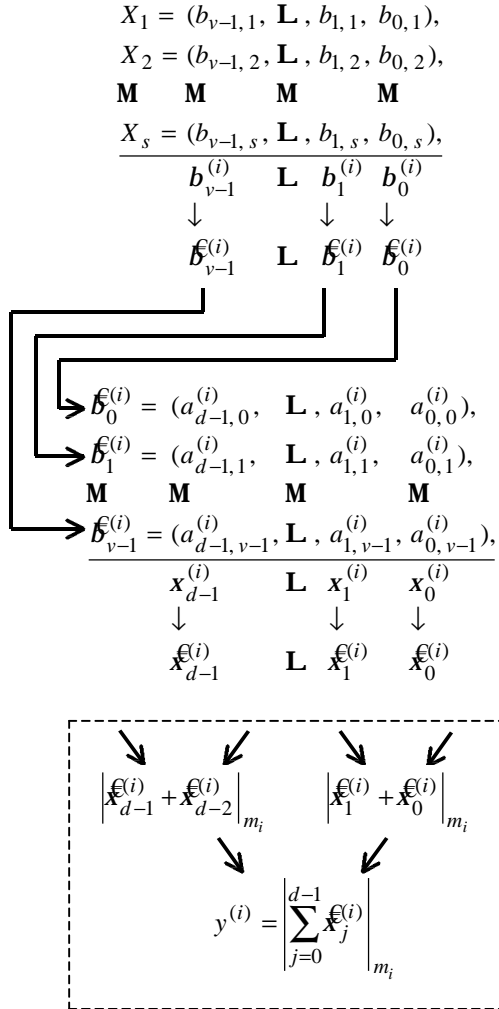 X_1 = (b_{v-1, 1}, L , b_{1, 1}, b_{0, 1}),
X_2 = (b_{v-1, 2}, L , b_{1, 2}, b_{0, 2}),
M M M M
X_s = (b_{v-1, s}, L , b_{1, s}, b_{0, s}),
b_{v-1}^{(i)} L b_1^{(i)} b_0^{(i)}
↓ ↓ ↓
b€_{v-1}^{(i)} L b€_1^{(i)} b€_0^{(i)}
b€_0^{(i)} = (a_{d-1, 0}^{(i)}, L , a_{1, 0}^{(i)}, a_{0, 0}^{(i)}),
b€_1^{(i)} = (a_{d-1, 1}^{(i)}, L , a_{1, 1}^{(i)}, a_{0, 1}^{(i)}),
M M M M
b€_{v-1}^{(i)} = (a_{d-1, v-1}^{(i)}, L , a_{1, v-1}^{(i)}, a_{0, v-1}^{(i)}),
x_{d-1}^{(i)} L x_1^{(i)} x_0^{(i)}
↓ ↓ ↓
x€_{d-1}^{(i)} L x€_1^{(i)} x€_0^{(i)}
|x€_{d-1}^{(i)} + x€_{d-2}^{(i)}|_{m_i} |x€_1^{(i)} + x€_0^{(i)}|_{m_i}
y^{(i)} = |∑_{j=0}^{d-1} x€_j^{(i)}|_{m_i}